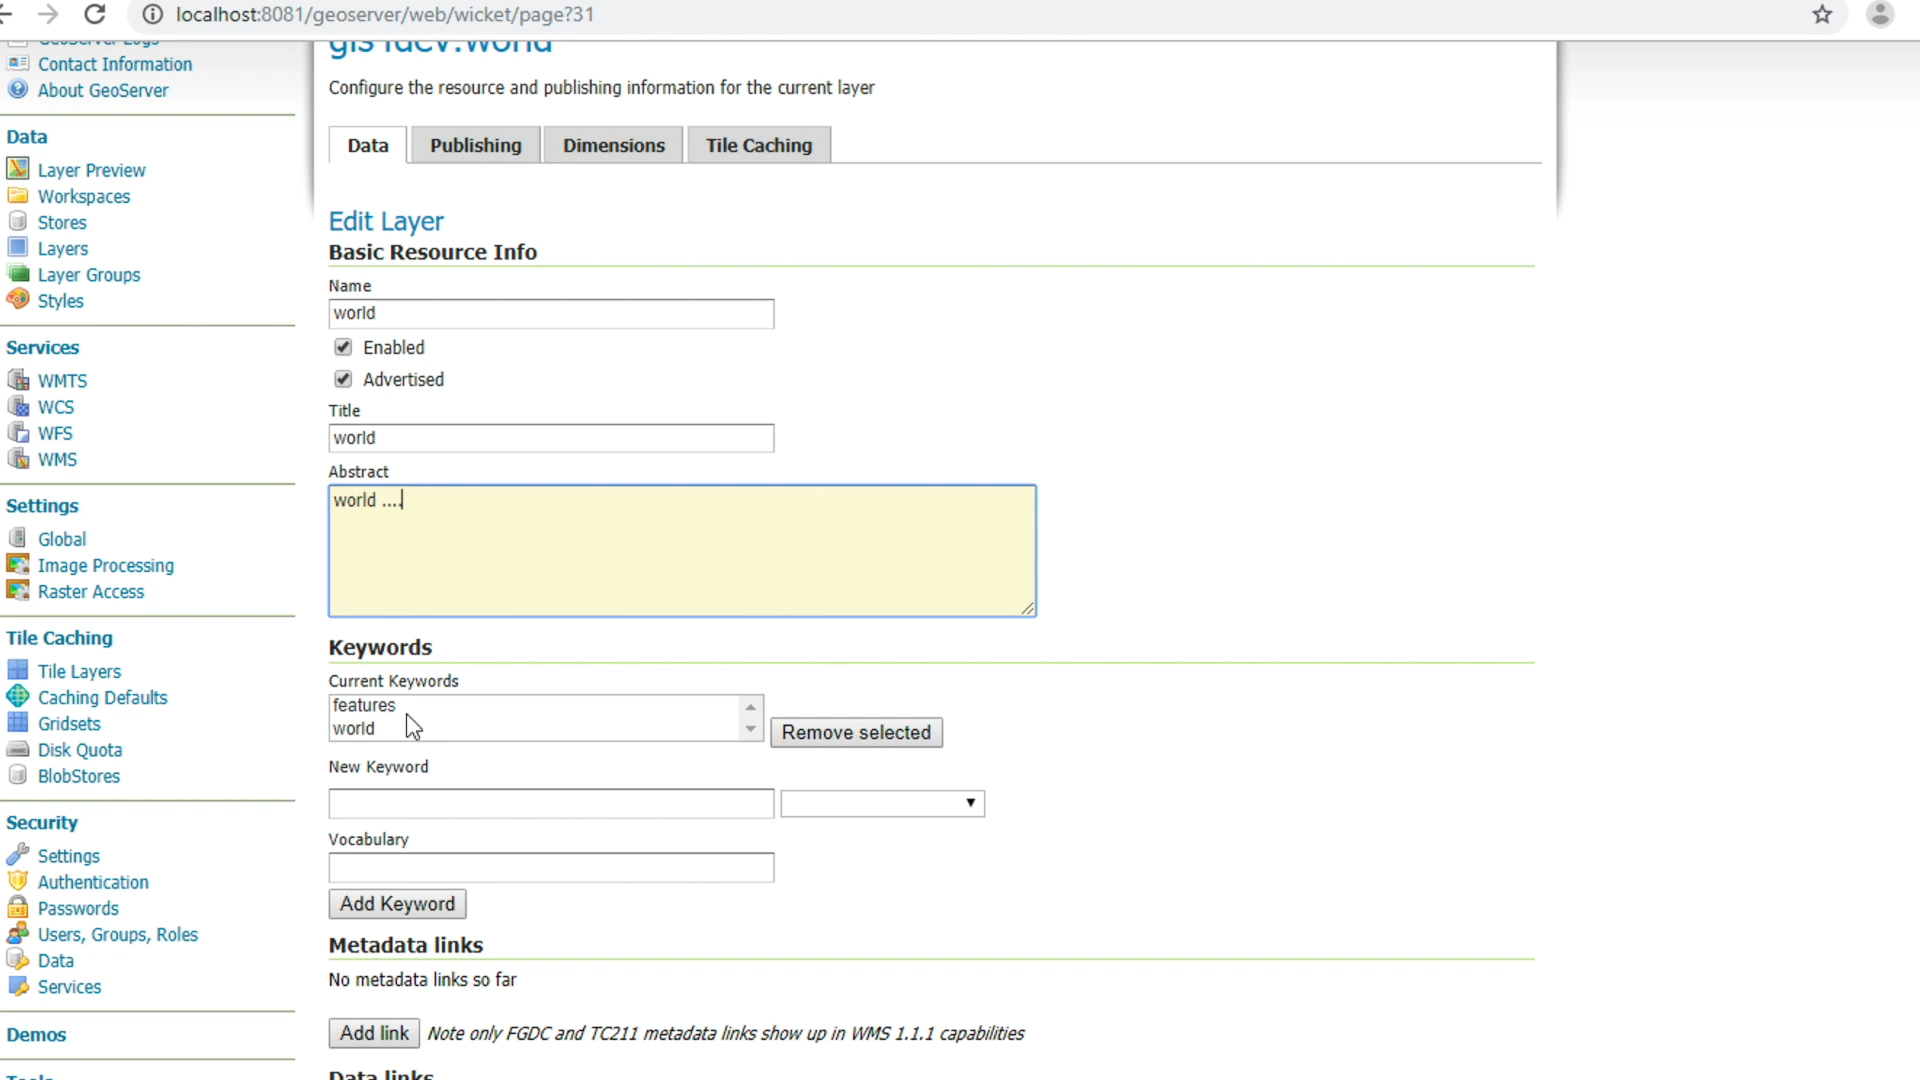 localhost:8081/geoserver/web/wicket/page?31
GeoServer Logs
Contact Information
About GeoServer
Data
Layer Preview
Workspaces
Stores
Layers
Layer Groups
Styles
Services
WMTS
WCS
WFS
WMS
Settings
Global
Image Processing
Raster Access
Tile Caching
Tile Layers
Caching Defaults
Gridsets
Disk Quota
BlobStores
Security
Settings
Authentication
Passwords
Users, Groups, Roles
Data
Services
Demos
Tools
Configure the resource and publishing information for the current layer
Data Publishing Dimensions Tile Caching
Edit Layer
Basic Resource Info
Name
world
Enabled
Advertised
Title
world
Abstract
world ....
Keywords
Current Keywords
features
world
Remove selected
New Keyword
Vocabulary
Add Keyword
Metadata links
No metadata links so far
Add link Note only FGDC and TC211 metadata links show up in WMS 1.1.1 capabilities
Data links